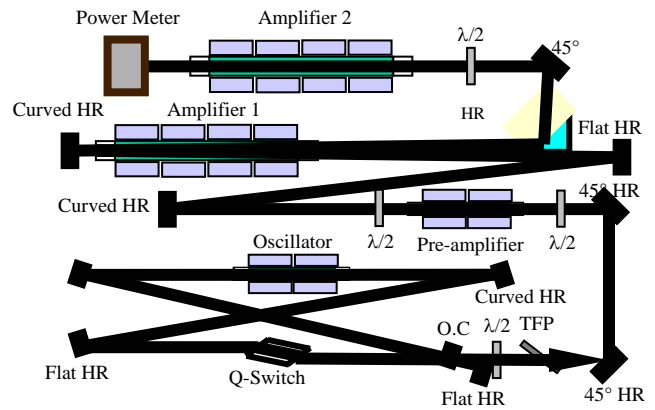 Power Meter
Amplifier 2
λ/2
45°
HR
Curved HR
Amplifier 1
Flat HR
Curved HR
λ/2
Pre-amplifier
λ/2
45° HR
Oscillator
Curved HR
O.C
λ/2
TFP
Flat HR
Q-Switch
Flat HR
45° HR